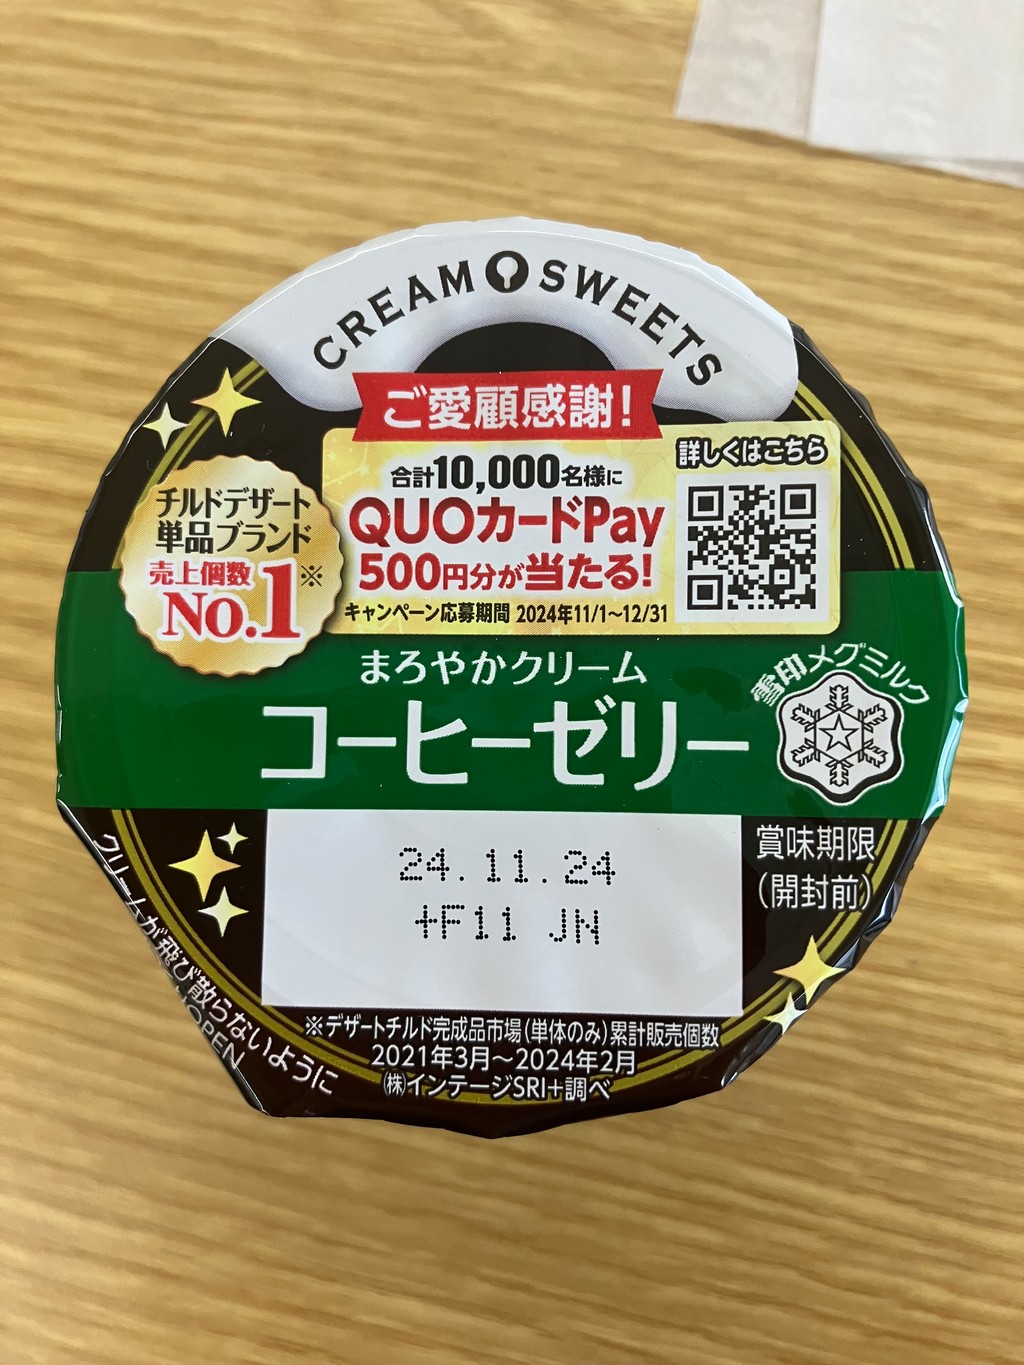 CREAM SWEETS
ご愛顧感謝!
合計10,000名様に
QUOカードPay
500円分が当たる!
キャンペーン応募期間 2024年11/1〜12/31
詳しくはこちら
チルドデザート
単品ブランド
売上個数
No.1※
まろやかクリーム
コーヒーゼリー
雪印メグミルク
24.11.24
+F11 JN
賞味期限
(開封前)
クリームが飛び散らないように
OPEN
※デザートチルド完成品市場(単体のみ)累計販売個数
2021年3月〜2024年2月
㈱インテージSRI+調べ